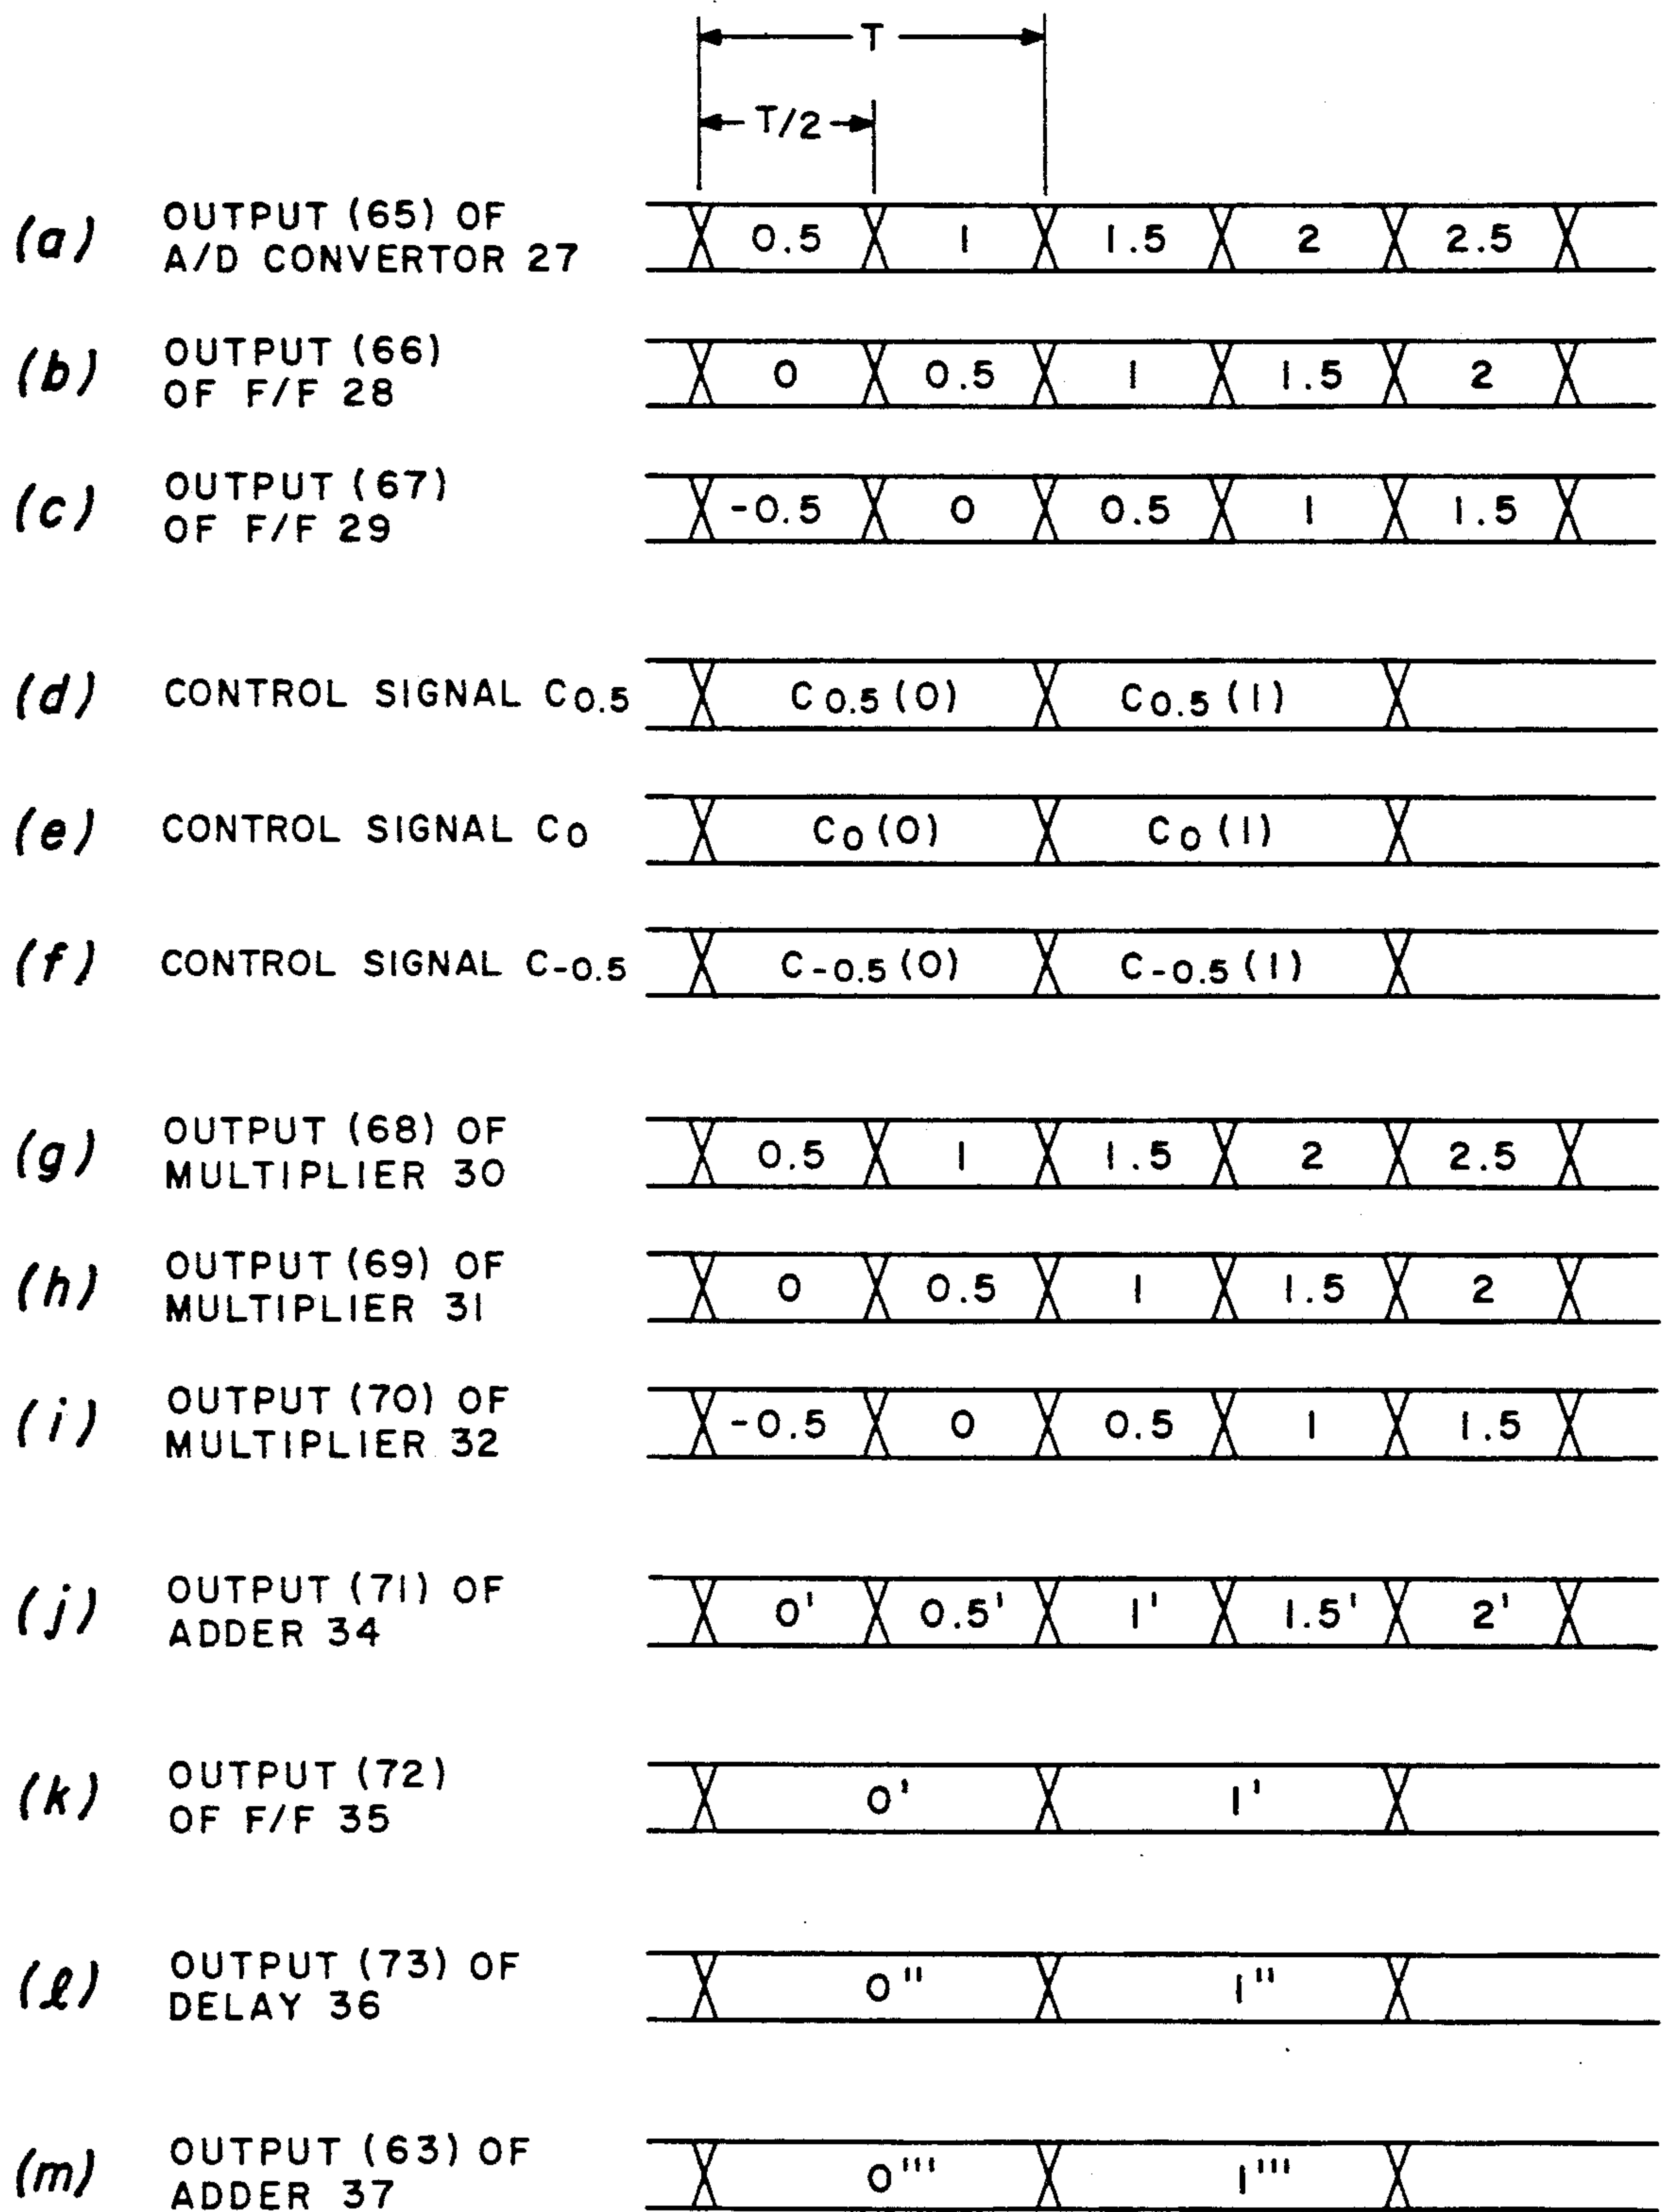 T
T/2
(a) OUTPUT (65) OF
A/D CONVERTOR 27
0.5 1 1.5 2 2.5
(b) OUTPUT (66)
OF F/F 28
0 0.5 1 1.5 2
(c) OUTPUT (67)
OF F/F 29
-0.5 0 0.5 1 1.5
(d) CONTROL SIGNAL C0.5 C0.5(0) C0.5(1)
(e) CONTROL SIGNAL C0 C0(0) C0(1)
(f) CONTROL SIGNAL C-0.5 C-0.5(0) C-0.5(1)
(g) OUTPUT (68) OF
MULTIPLIER 30
0.5 1 1.5 2 2.5
(h) OUTPUT (69) OF
MULTIPLIER 31
0 0.5 1 1.5 2
(i) OUTPUT (70) OF
MULTIPLIER 32
-0.5 0 0.5 1 1.5
(j) OUTPUT (71) OF
ADDER 34
0' 0.5' 1' 1.5' 2'
(k) OUTPUT (72)
OF F/F 35
0' 1'
(l) OUTPUT (73) OF
DELAY 36
0" 1"
(m) OUTPUT (63) OF
ADDER 37
0''' 1'''